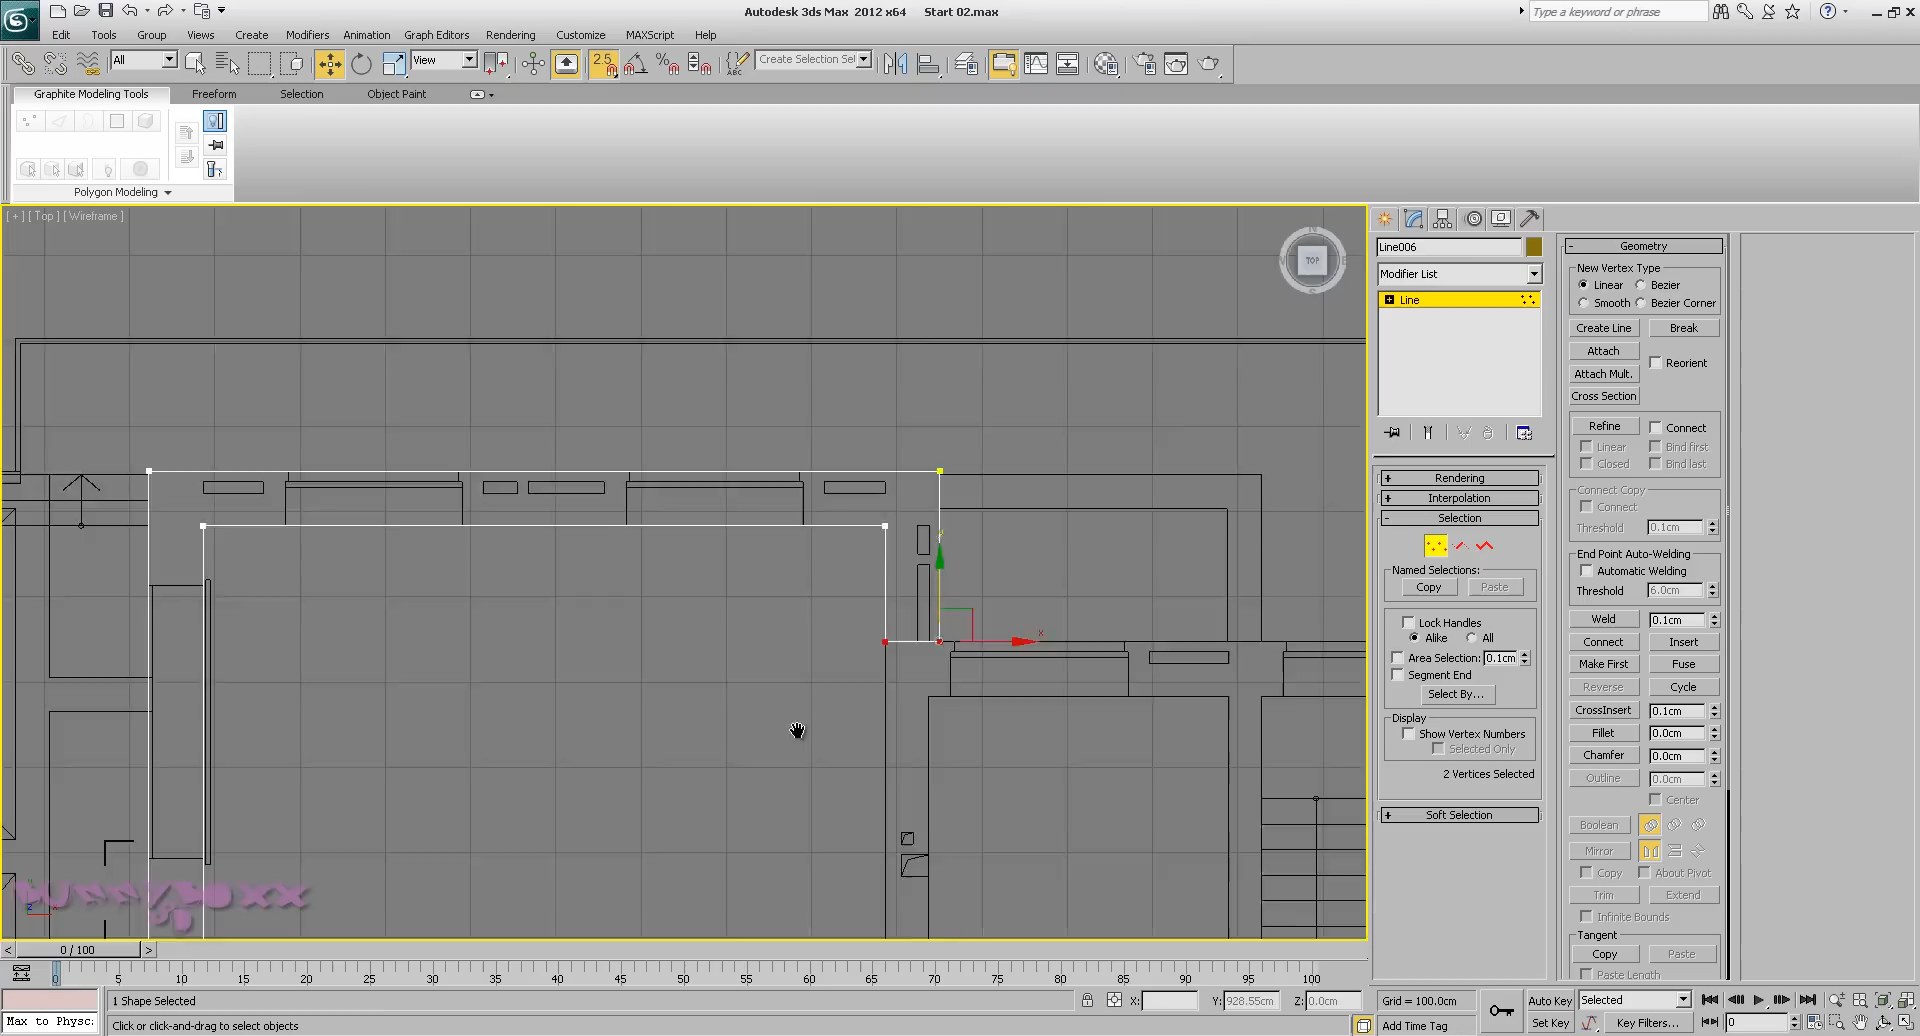 Autodesk 3ds Max 2012 x64 Start 02.max
Type a keyword or phrase
Edit Tools Group Views Create Modifiers Animation Graph Editors Rendering Customize MAXScript Help
All View 2.5 Create Selection Sel
Graphite Modeling Tools Freeform Selection Object Paint
Polygon Modeling
[ + ] [ Top ] [ Wireframe ]
TOP
Line006
Modifier List
Line
Rendering
Interpolation
Selection
Named Selections:
Copy Paste
Lock Handles
Alike All
Area Selection: 0.1cm
Segment End
Select By...
Display
Show Vertex Numbers
Selected Only
2 Vertices Selected
Soft Selection
Geometry
New Vertex Type
Linear Bezier
Smooth Bezier Corner
Create Line Break
Attach
Reorient
Attach Mult.
Cross Section
Refine Connect
Linear Bind first
Closed Bind last
Connect Copy
Connect
Threshold 0.1cm
End Point Auto-Welding
Automatic Welding
Threshold 6.0cm
Weld 0.1cm
Connect Insert
Make First Fuse
Reverse Cycle
CrossInsert 0.1cm
Fillet 0.0cm
Chamfer 0.0cm
Outline 0.0cm
Center
Boolean
Mirror
Copy About Pivot
Trim Extend
Infinite Bounds
Tangent
Copy Paste
Paste Length
x
BUNNYBOXX
3D
< 0 / 100 >
0 5 10 15 20 25 30 35 40 45 50 55 60 65 70 75 80 85 90 95 100
1 Shape Selected X: Y: 928.55cm Z: 0.0cm Grid = 100.0cm Auto Key Selected
Max to Physc: Click or click-and-drag to select objects Add Time Tag Set Key Key Filters... 0